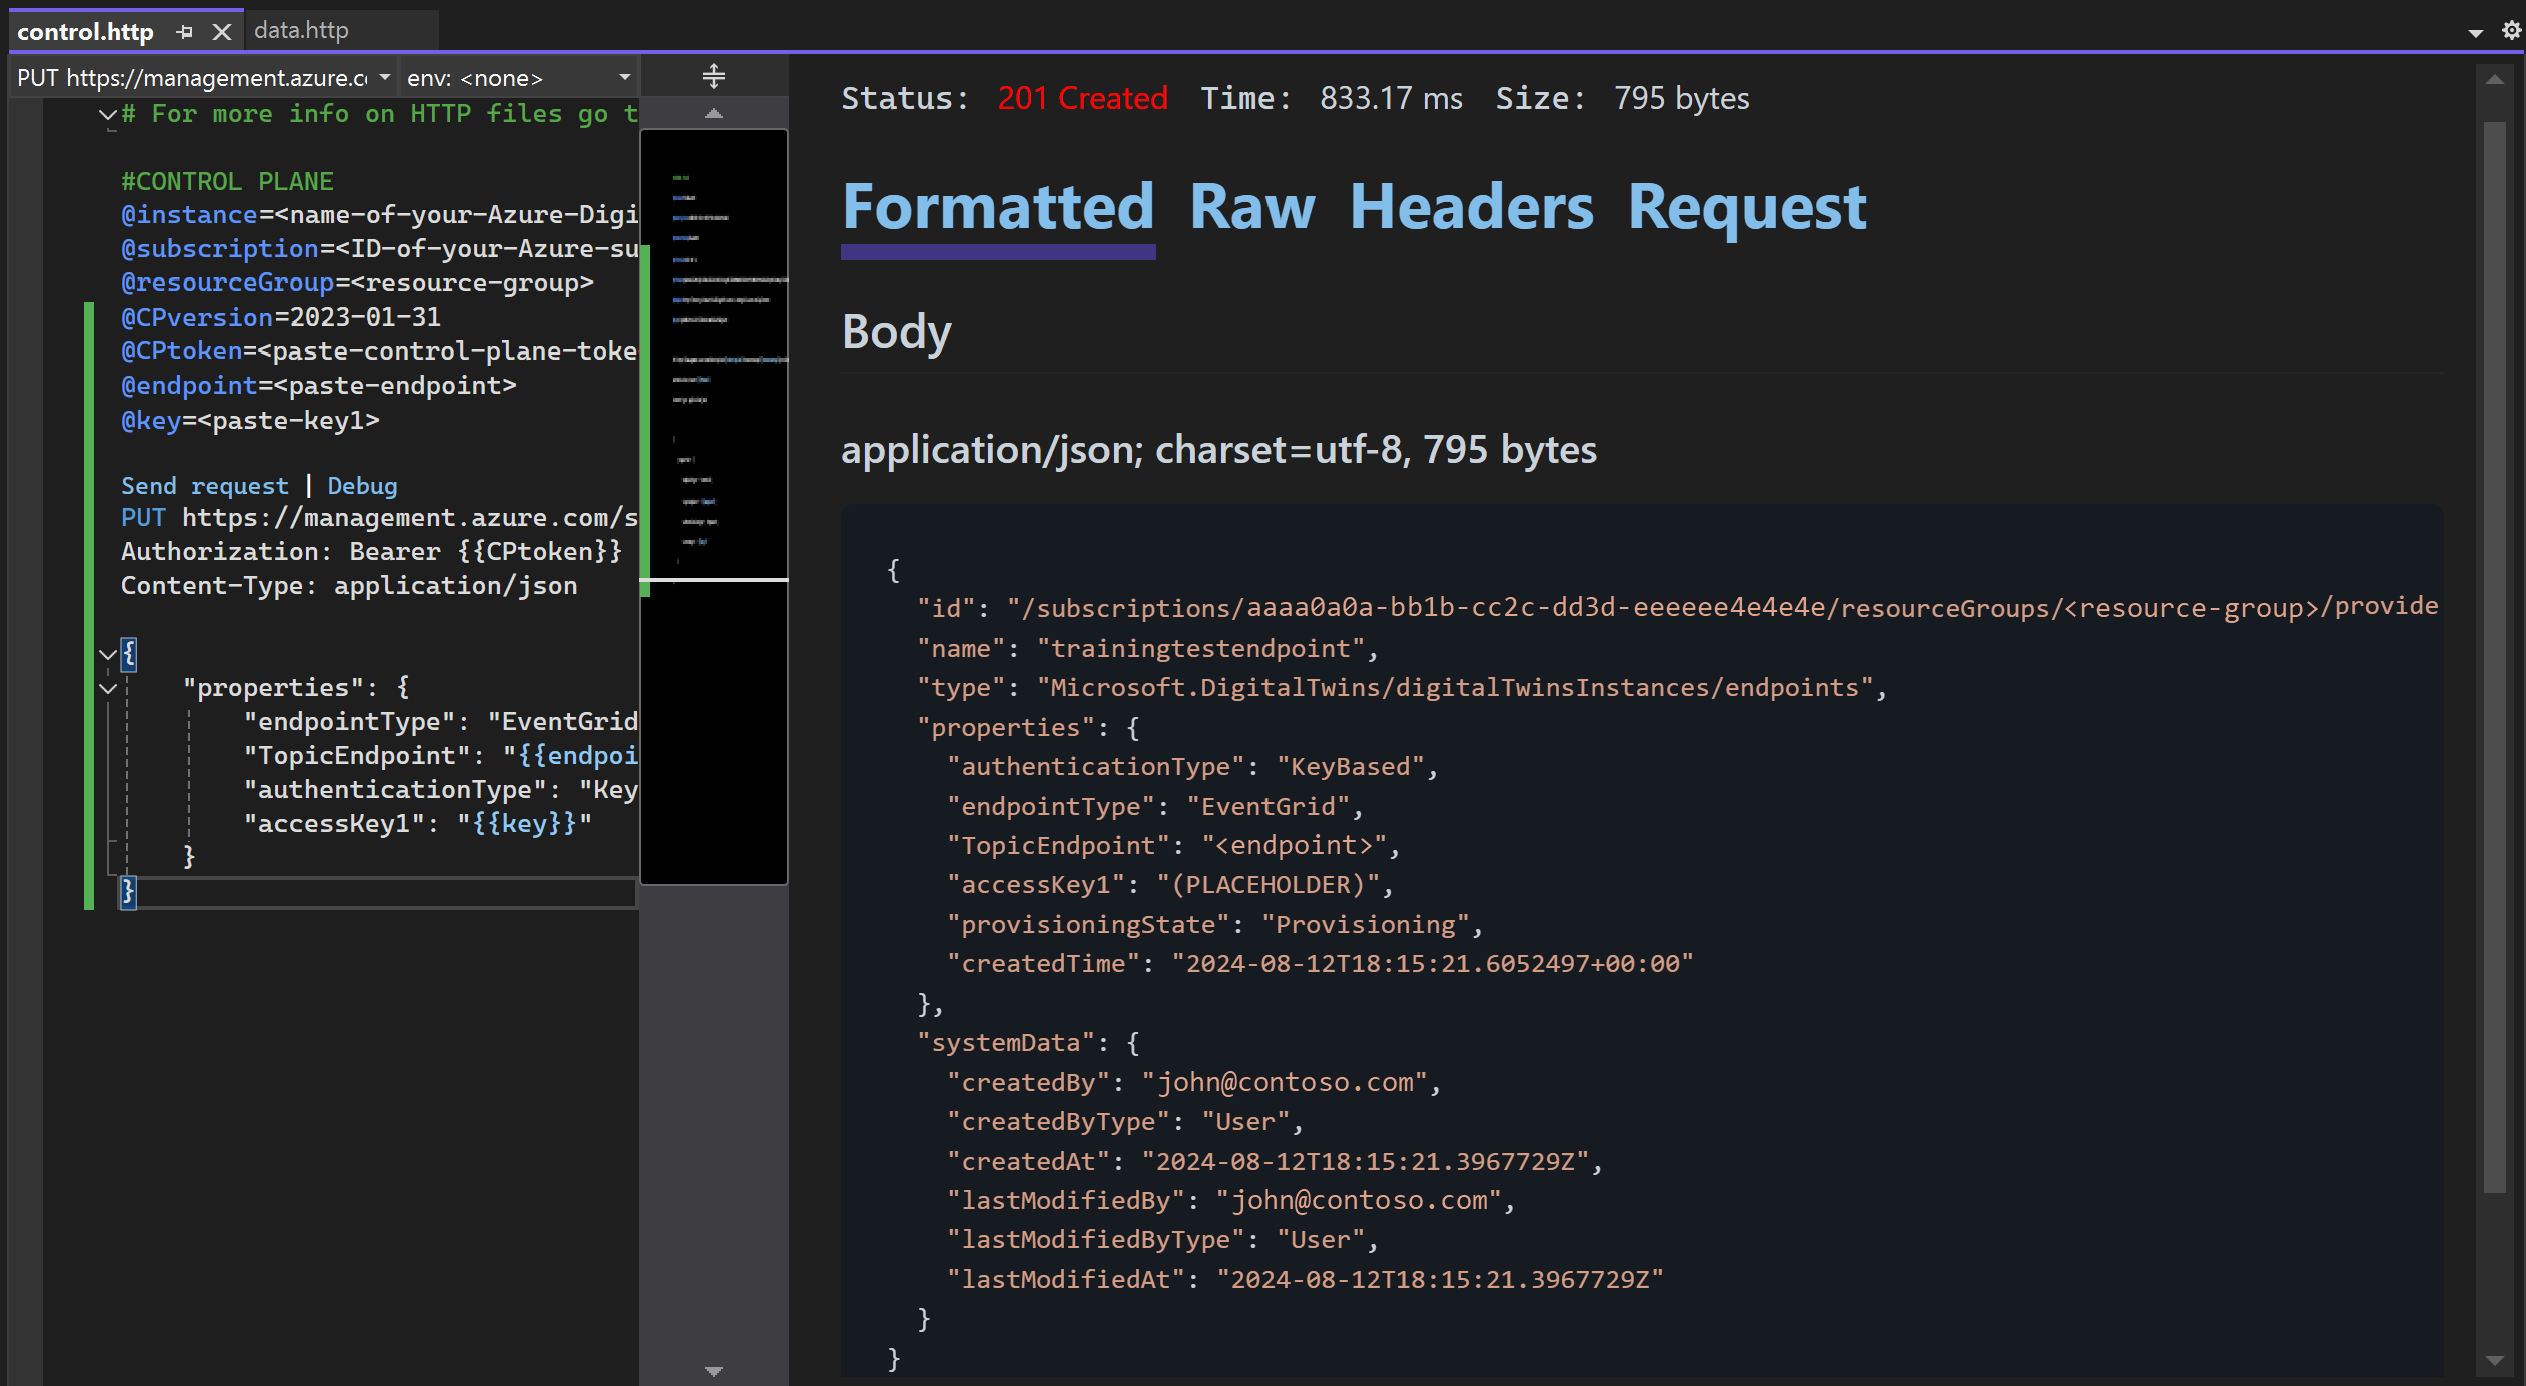 control.http
data.http
PUT https://management.azure.c
env: <none>
# For more info on HTTP files go t
#CONTROL PLANE
@instance=<name-of-your-Azure-Digi
@subscription=<ID-of-your-Azure-su
@resourceGroup=<resource-group>
@CPversion=2023-01-31
@CPtoken=<paste-control-plane-toke
@endpoint=<paste-endpoint>
@key=<paste-key1>
Send request | Debug
PUT https://management.azure.com/s
Authorization: Bearer {{CPtoken}}
Content-Type: application/json
{
"properties": {
"endpointType": "EventGrid
"TopicEndpoint": "{{endpoi
"authenticationType": "Key
"accessKey1": "{{key}}"
}
}
Status: 201 Created Time: 833.17 ms Size: 795 bytes
Formatted Raw Headers Request
Body
application/json; charset=utf-8, 795 bytes
{
"id": "/subscriptions/aaaa0a0a-bb1b-cc2c-dd3d-eeeeee4e4e4e/resourceGroups/<resource-group>/provide
"name": "trainingtestendpoint",
"type": "Microsoft.DigitalTwins/digitalTwinsInstances/endpoints",
"properties": {
"authenticationType": "KeyBased",
"endpointType": "EventGrid",
"TopicEndpoint": "<endpoint>",
"accessKey1": "(PLACEHOLDER)",
"provisioningState": "Provisioning",
"createdTime": "2024-08-12T18:15:21.6052497+00:00"
},
"systemData": {
"createdBy": "john@contoso.com",
"createdByType": "User",
"createdAt": "2024-08-12T18:15:21.3967729Z",
"lastModifiedBy": "john@contoso.com",
"lastModifiedByType": "User",
"lastModifiedAt": "2024-08-12T18:15:21.3967729Z"
}
}